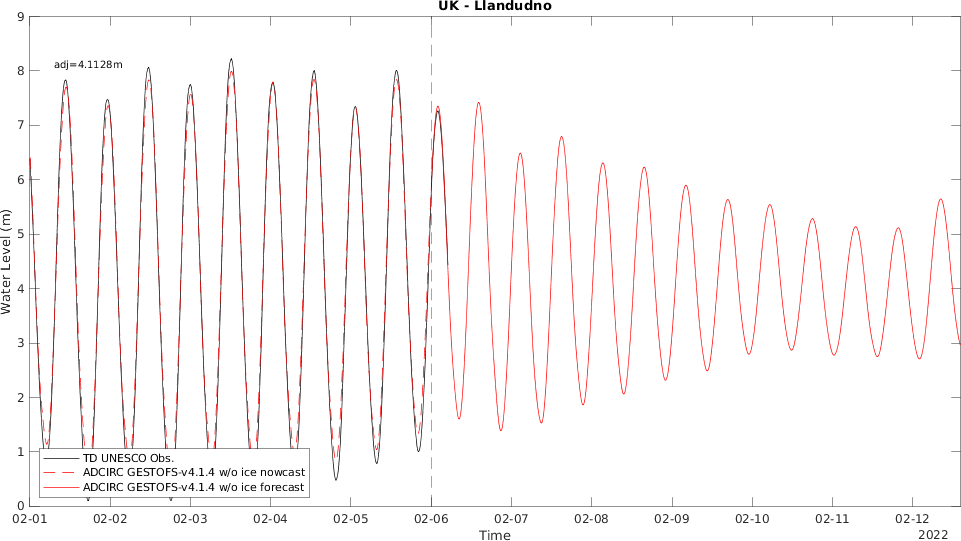 UK - Llandudno
9
8
7
6
5
4
3
2
1
0
Water Level (m)
adj=4.1128m
TD UNESCO Obs.
ADCIRC GESTOFS-v4.1.4 w/o ice nowcast
ADCIRC GESTOFS-v4.1.4 w/o ice forecast
02-01 02-02 02-03 02-04 02-05 02-06 02-07 02-08 02-09 02-10 02-11 02-12
2022
Time